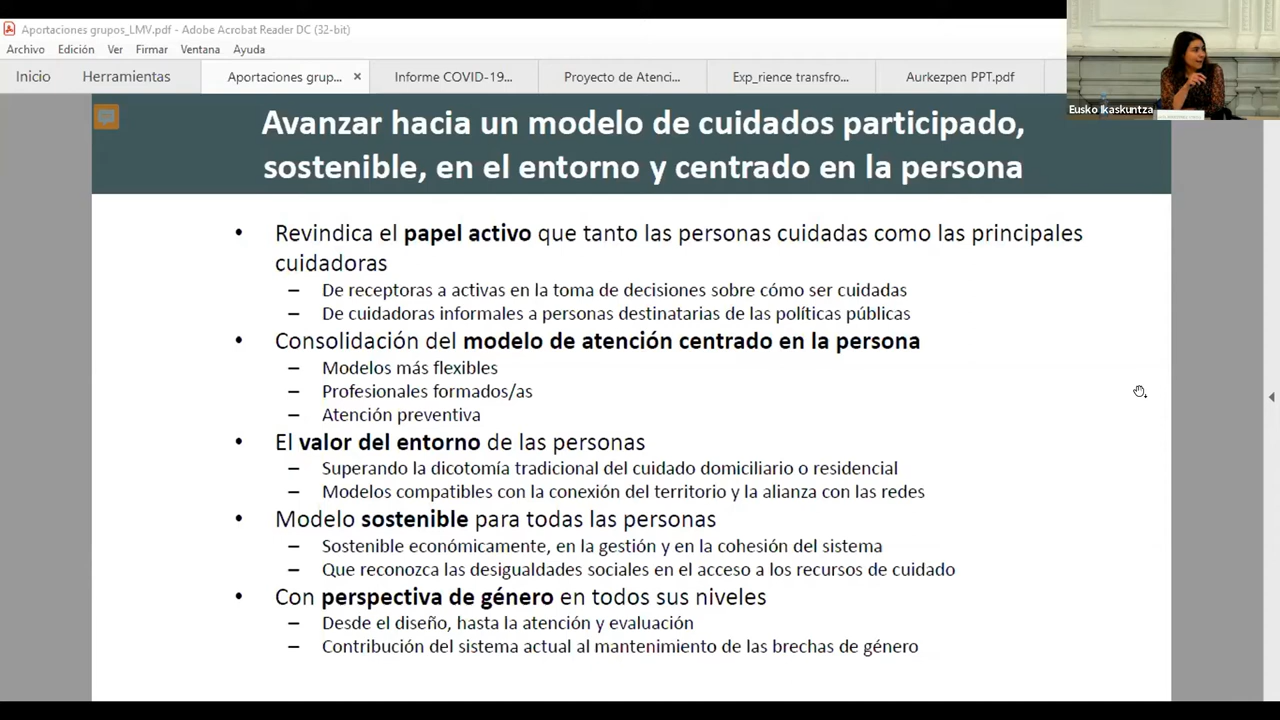 Aportaciones grupos_LMV.pdf - Adobe Acrobat Reader DC (32-bit)
Archivo Edición Ver Firmar Ventana Ayuda
Inicio Herramientas Aportaciones grup... × Informe COVID-19... Proyecto de Atenci... Exp_rience transfro... Aurkezpen PPT.pdf
Eusko Ikaskuntza
Avanzar hacia un modelo de cuidados participado,
sostenible, en el entorno y centrado en la persona
• Revindica el papel activo que tanto las personas cuidadas como las principales
cuidadoras
– De receptoras a activas en la toma de decisiones sobre cómo ser cuidadas
– De cuidadoras informales a personas destinatarias de las políticas públicas
• Consolidación del modelo de atención centrado en la persona
– Modelos más flexibles
– Profesionales formados/as
– Atención preventiva
• El valor del entorno de las personas
– Superando la dicotomía tradicional del cuidado domiciliario o residencial
– Modelos compatibles con la conexión del territorio y la alianza con las redes
• Modelo sostenible para todas las personas
– Sostenible económicamente, en la gestión y en la cohesión del sistema
– Que reconozca las desigualdades sociales en el acceso a los recursos de cuidado
• Con perspectiva de género en todos sus niveles
– Desde el diseño, hasta la atención y evaluación
– Contribución del sistema actual al mantenimiento de las brechas de género